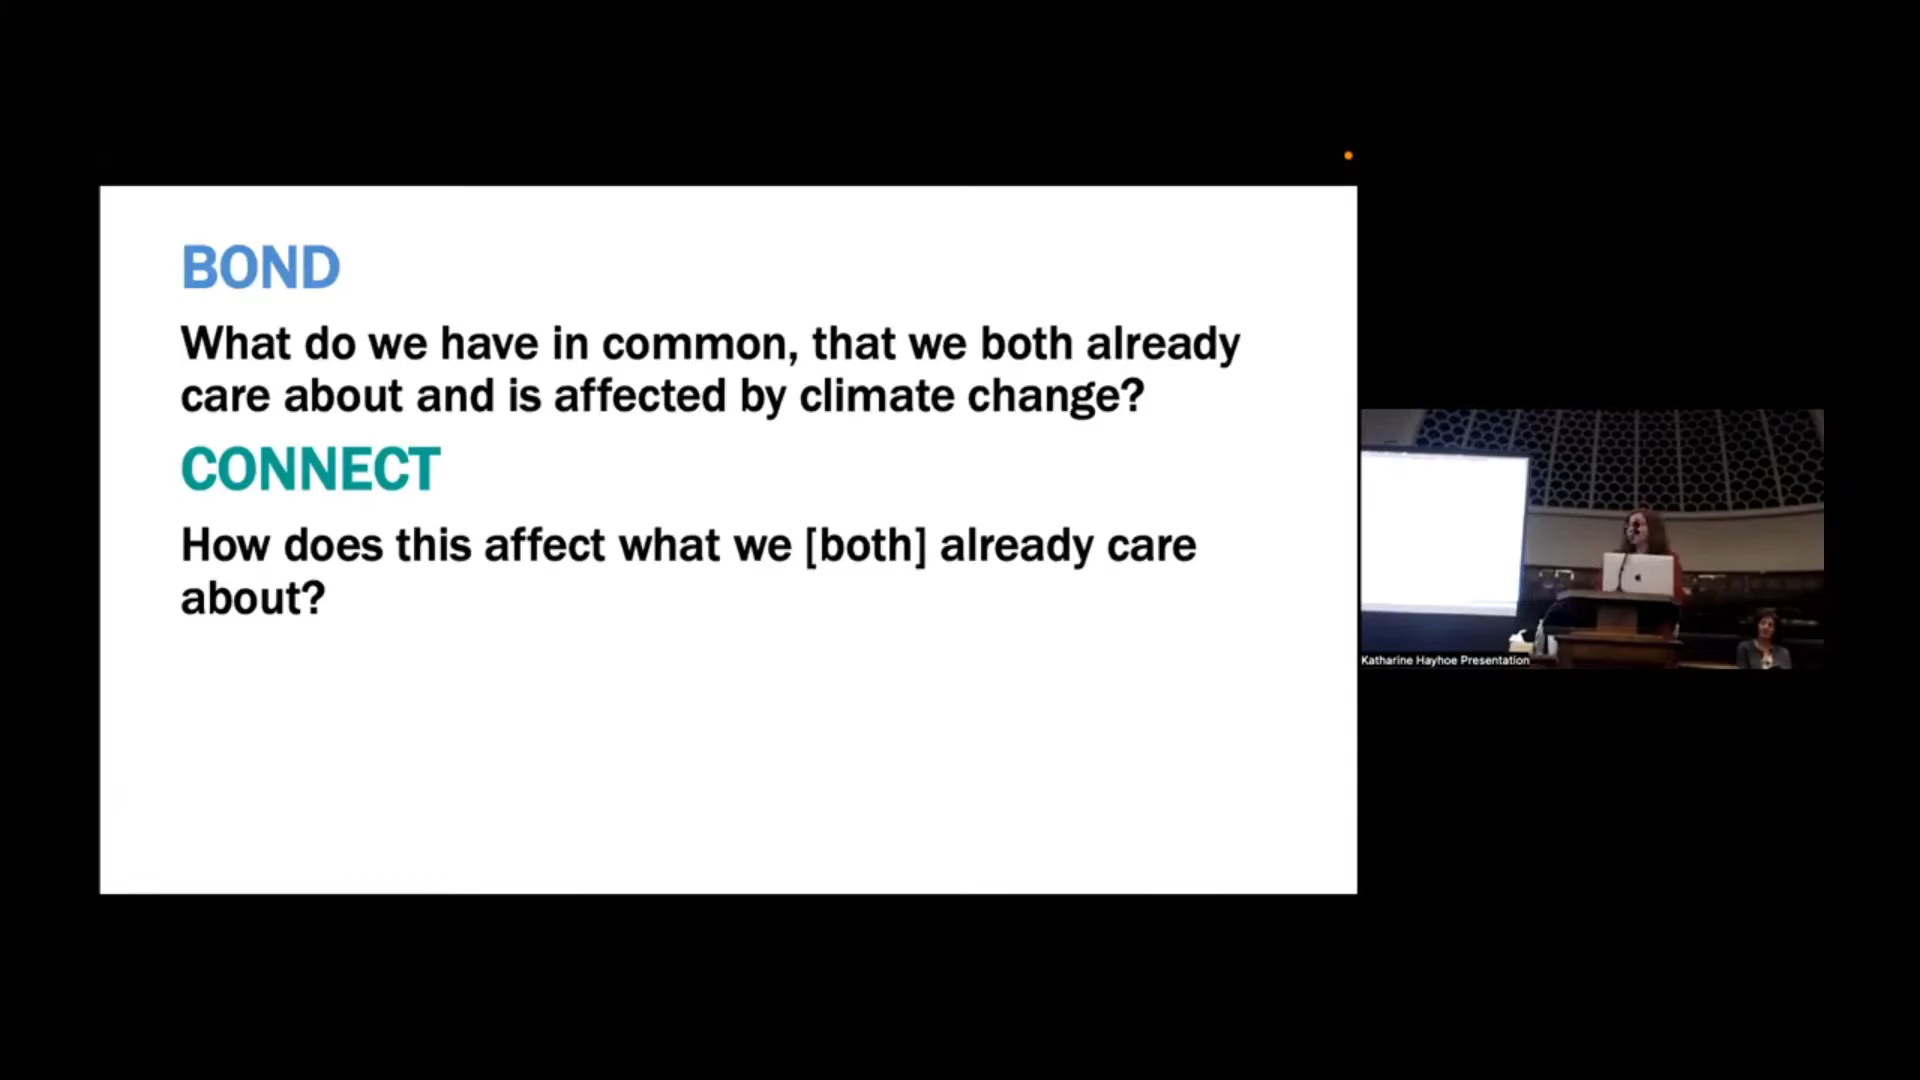 BOND
What do we have in common, that we both already
care about and is affected by climate change?
CONNECT
How does this affect what we [both] already care
about?
Katharine Hayhoe Presentation